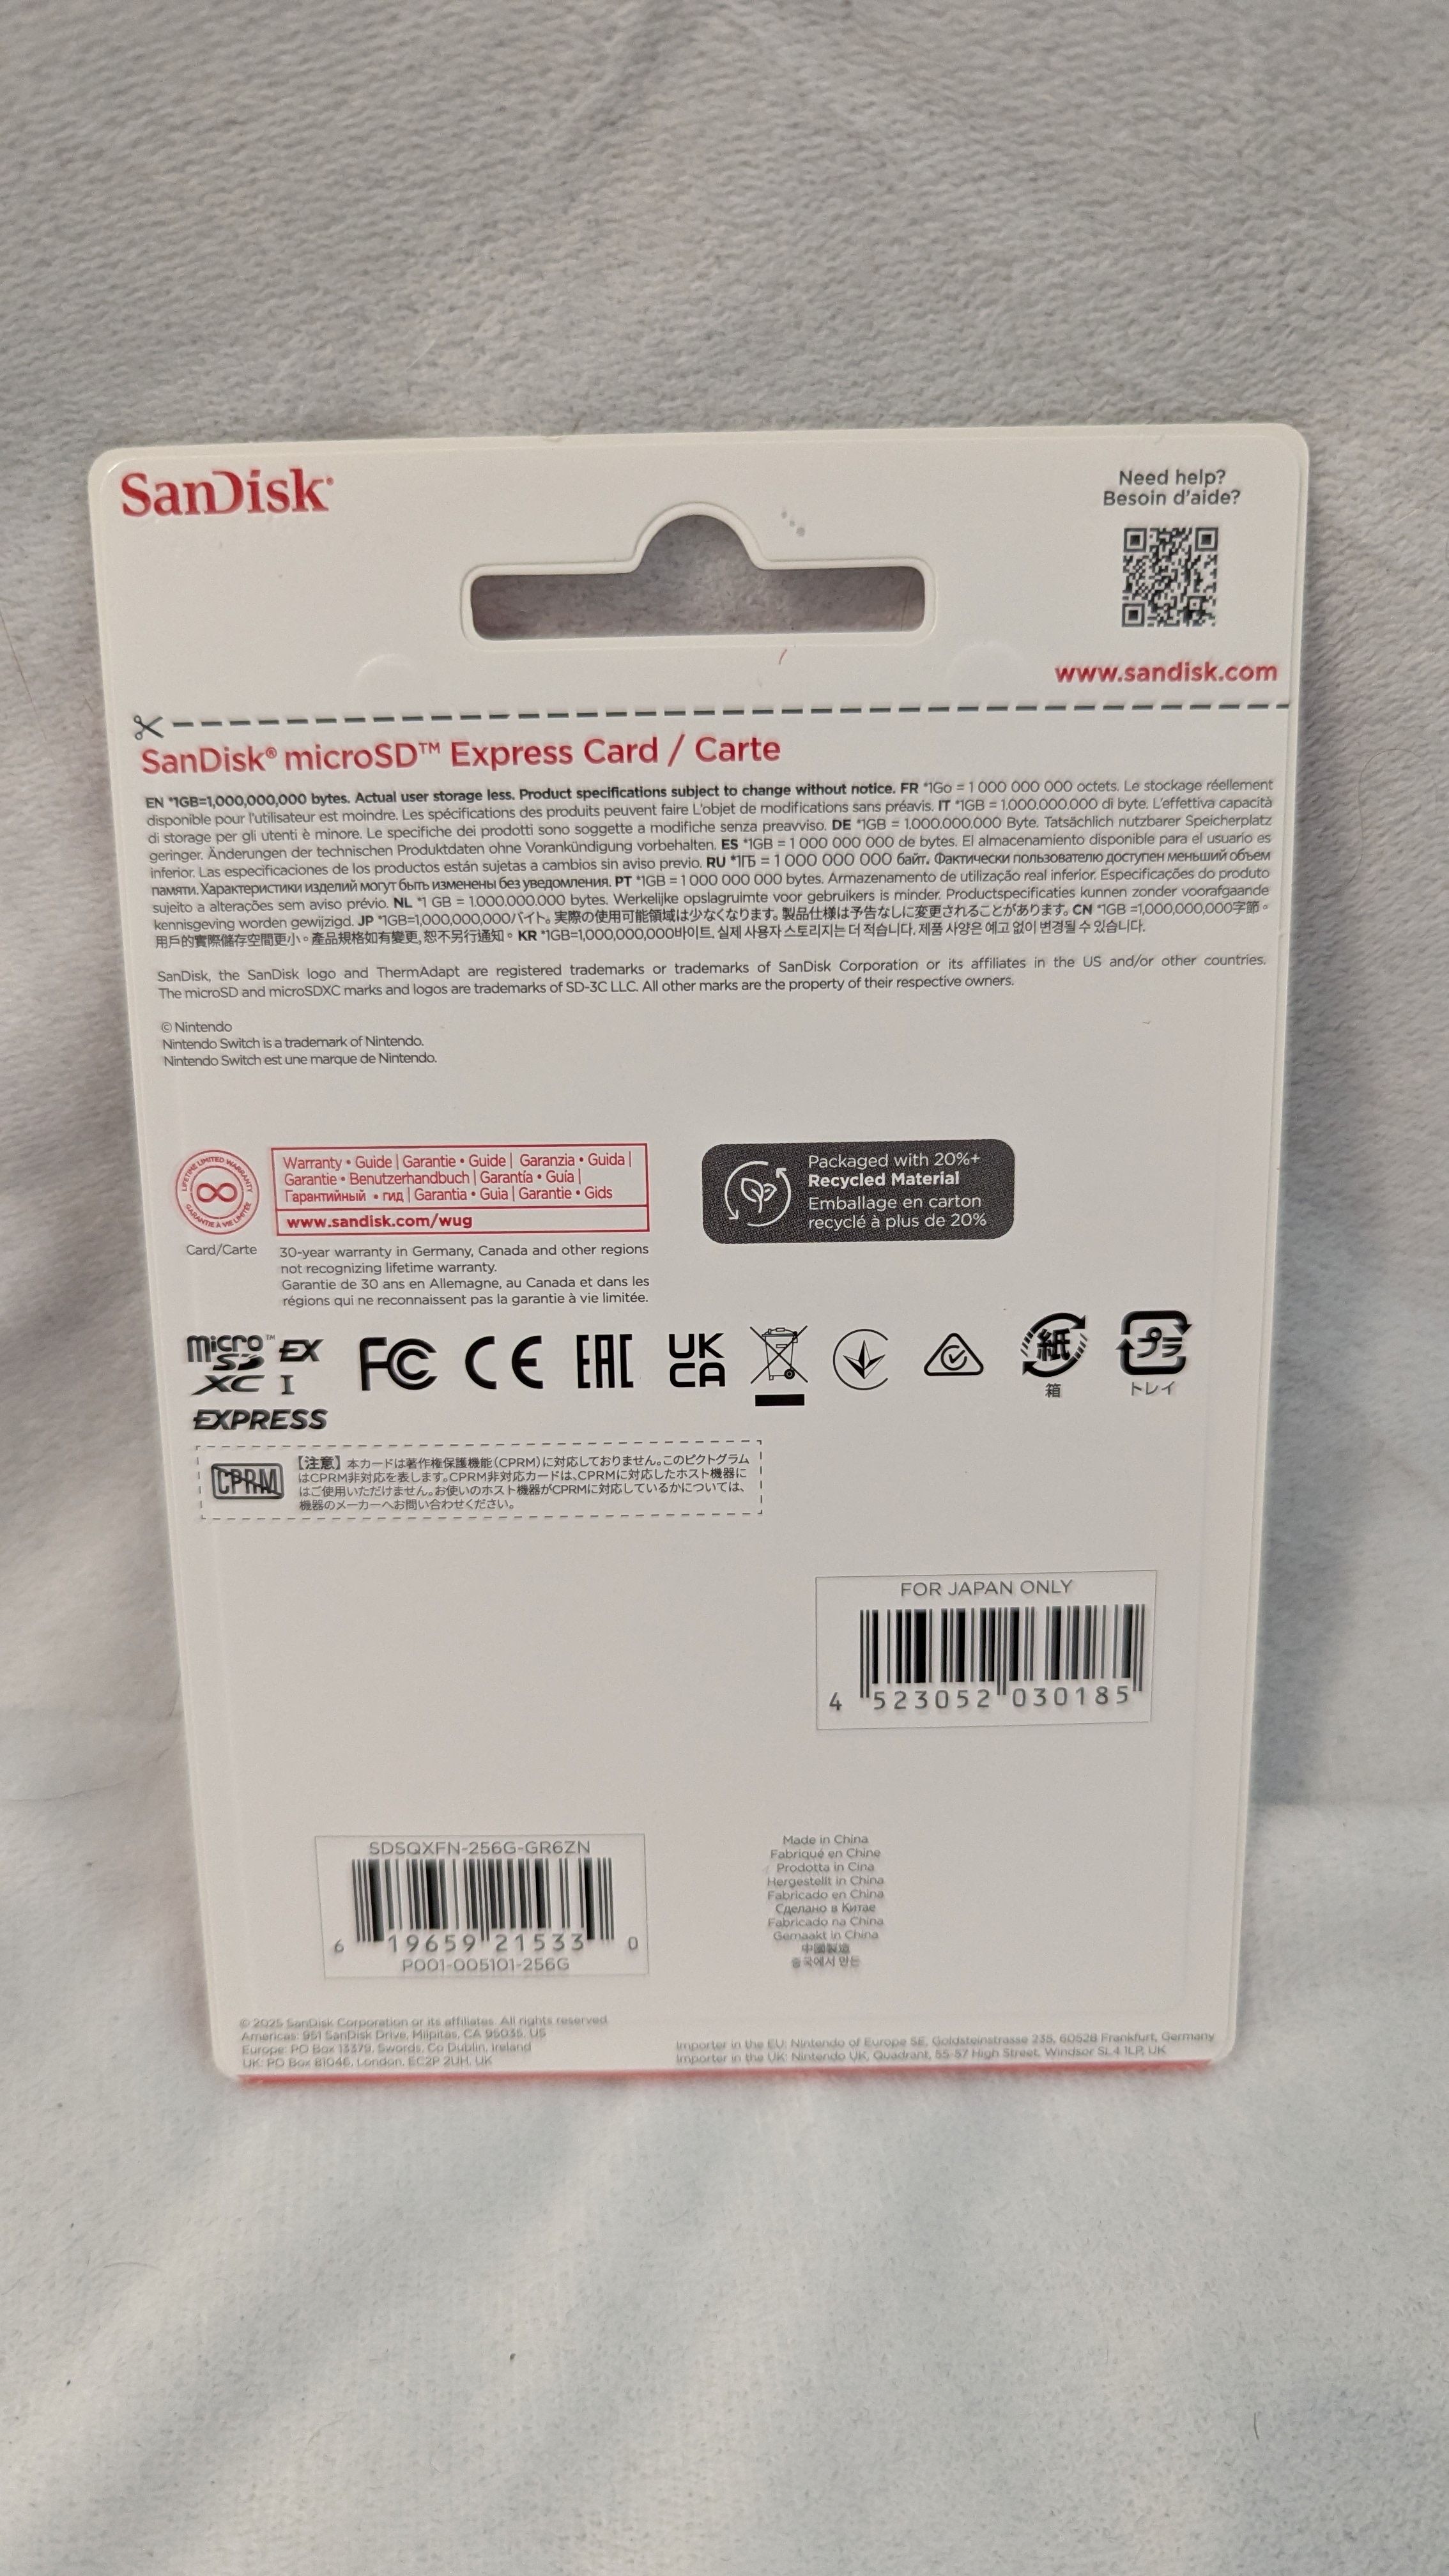 SanDisk®
Need help?
Besoin d'aide?
www.sandisk.com
SanDisk® microSD™ Express Card / Carte
EN *1GB=1,000,000,000 bytes. Actual user storage less. Product specifications subject to change without notice. FR *1Go = 1 000 000 000 octets. Le stockage réellement
disponible pour l'utilisateur est moindre. Les spécifications des produits peuvent faire L'objet de modifications sans préavis. IT *1GB = 1.000.000.000 di byte. L'effettiva capacità
di storage per gli utenti è minore. Le specifiche dei prodotti sono soggette a modifiche senza preavviso. DE *1GB = 1.000.000.000 Byte. Tatsächlich nutzbarer Speicherplatz
geringer. Änderungen der technischen Produktdaten ohne Vorankündigung vorbehalten. ES *1GB = 1 000 000 000 de bytes. El almacenamiento disponible para el usuario es
inferior. Las especificaciones de los productos están sujetas a cambios sin aviso previo. RU *1ГБ = 1 000 000 000 байт. Фактически пользователю доступен меньший объем
памяти. Характеристики изделий могут быть изменены без уведомления. PT *1GB = 1 000 000 000 bytes. Armazenamento de utilização real inferior. Especificações do produto
sujeito a alterações sem aviso prévio. NL *1 GB = 1.000.000.000 bytes. Werkelijke opslagruimte voor gebruikers is minder. Productspecificaties kunnen zonder voorafgaande
kennisgeving worden gewijzigd. JP *1GB=1,000,000,000バイト。実際の使用可能領域は少なくなります。製品仕様は予告なしに変更されることがあります。CN *1GB =1,000,000,000字節。
用戶的實際儲存空間更小。產品規格如有變更,恕不另行通知。KR *1GB=1,000,000,000바이트. 실제 사용자 스토리지는 더 적습니다. 제품 사양은 예고 없이 변경될 수 있습니다.
SanDisk, the SanDisk logo and ThermAdapt are registered trademarks or trademarks of SanDisk Corporation or its affiliates in the US and/or other countries.
The microSD and microSDXC marks and logos are trademarks of SD-3C LLC. All other marks are the property of their respective owners.
© Nintendo
Nintendo Switch is a trademark of Nintendo.
Nintendo Switch est une marque de Nintendo.
LIFETIME LIMITED WARRANTY
GARANTIE À VIE LIMITÉE
Card/Carte
Warranty • Guide | Garantie • Guide | Garanzia • Guida |
Garantie • Benutzerhandbuch | Garantía • Guía |
Гарантийный • гид | Garantia • Guia | Garantie • Gids
www.sandisk.com/wug
30-year warranty in Germany, Canada and other regions
not recognizing lifetime warranty.
Garantie de 30 ans en Allemagne, au Canada et dans les
régions qui ne reconnaissent pas la garantie à vie limitée.
Packaged with 20%+
Recycled Material
Emballage en carton
recyclé à plus de 20%
micro™ EX
SD
XC I
EXPRESS
FC CE EAC UK
CA
紙
箱
プラ
トレイ
CPRM
【注意】本カードは著作権保護機能(CPRM)に対応しておりません。このピクトグラム
はCPRM非対応を表します。CPRM非対応カードは、CPRMに対応したホスト機器に
はご使用いただけません。お使いのホスト機器がCPRMに対応しているかについては、
機器のメーカーへお問い合わせください。
FOR JAPAN ONLY
4 523052 030185
SDSQXFN-256G-GR6ZN
6 19659 21533 0
P001-005101-256G
Made in China
Fabriqué en Chine
Prodotta in Cina
Hergestellt in China
Fabricado en China
Сделано в Китае
Fabricado na China
Gemaakt in China
中國製造
중국에서 만든
© 2025 SanDisk Corporation or its affiliates. All rights reserved.
Americas: 951 SanDisk Drive, Milpitas, CA 95035, US
Europe: PO Box 13379, Swords, Co Dublin, Ireland
UK: PO Box 81046, London, EC2P 2UH, UK
Importer in the EU: Nintendo of Europe SE, Goldsteinstrasse 235, 60528 Frankfurt, Germany
Importer in the UK: Nintendo UK, Quadrant, 55-57 High Street, Windsor SL4 1LP, UK